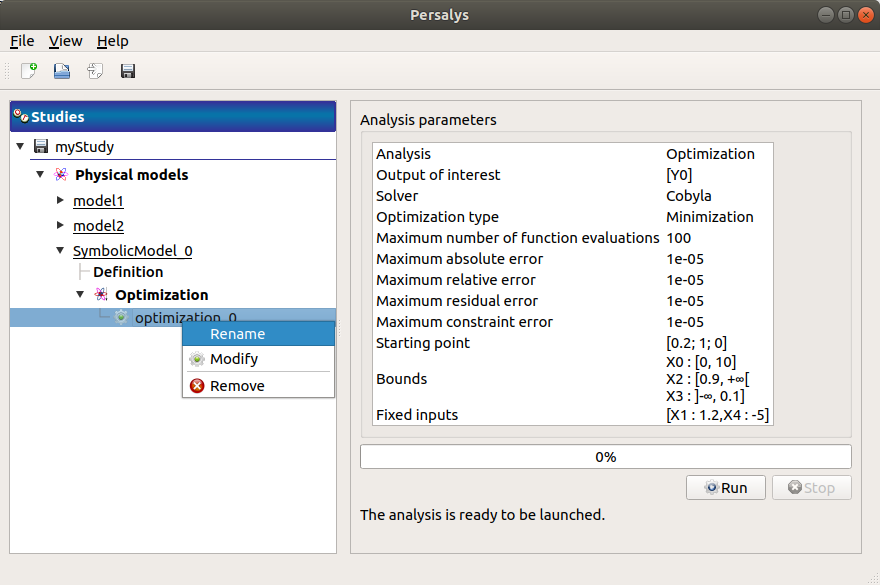 Persalys
File View Help
Studies
myStudy
Physical models
model1
model2
SymbolicModel_0
Definition
Optimization
optimization_0
Rename
Modify
Remove
Analysis parameters
Analysis Optimization
Output of interest [Y0]
Solver Cobyla
Optimization type Minimization
Maximum number of function evaluations 100
Maximum absolute error 1e-05
Maximum relative error 1e-05
Maximum residual error 1e-05
Maximum constraint error 1e-05
Starting point [0.2; 1; 0]
X0 : [0, 10]
Bounds X2 : [0.9, +∞[
X3 : ]-∞, 0.1]
Fixed inputs [X1 : 1.2,X4 : -5]
0%
Run Stop
The analysis is ready to be launched.